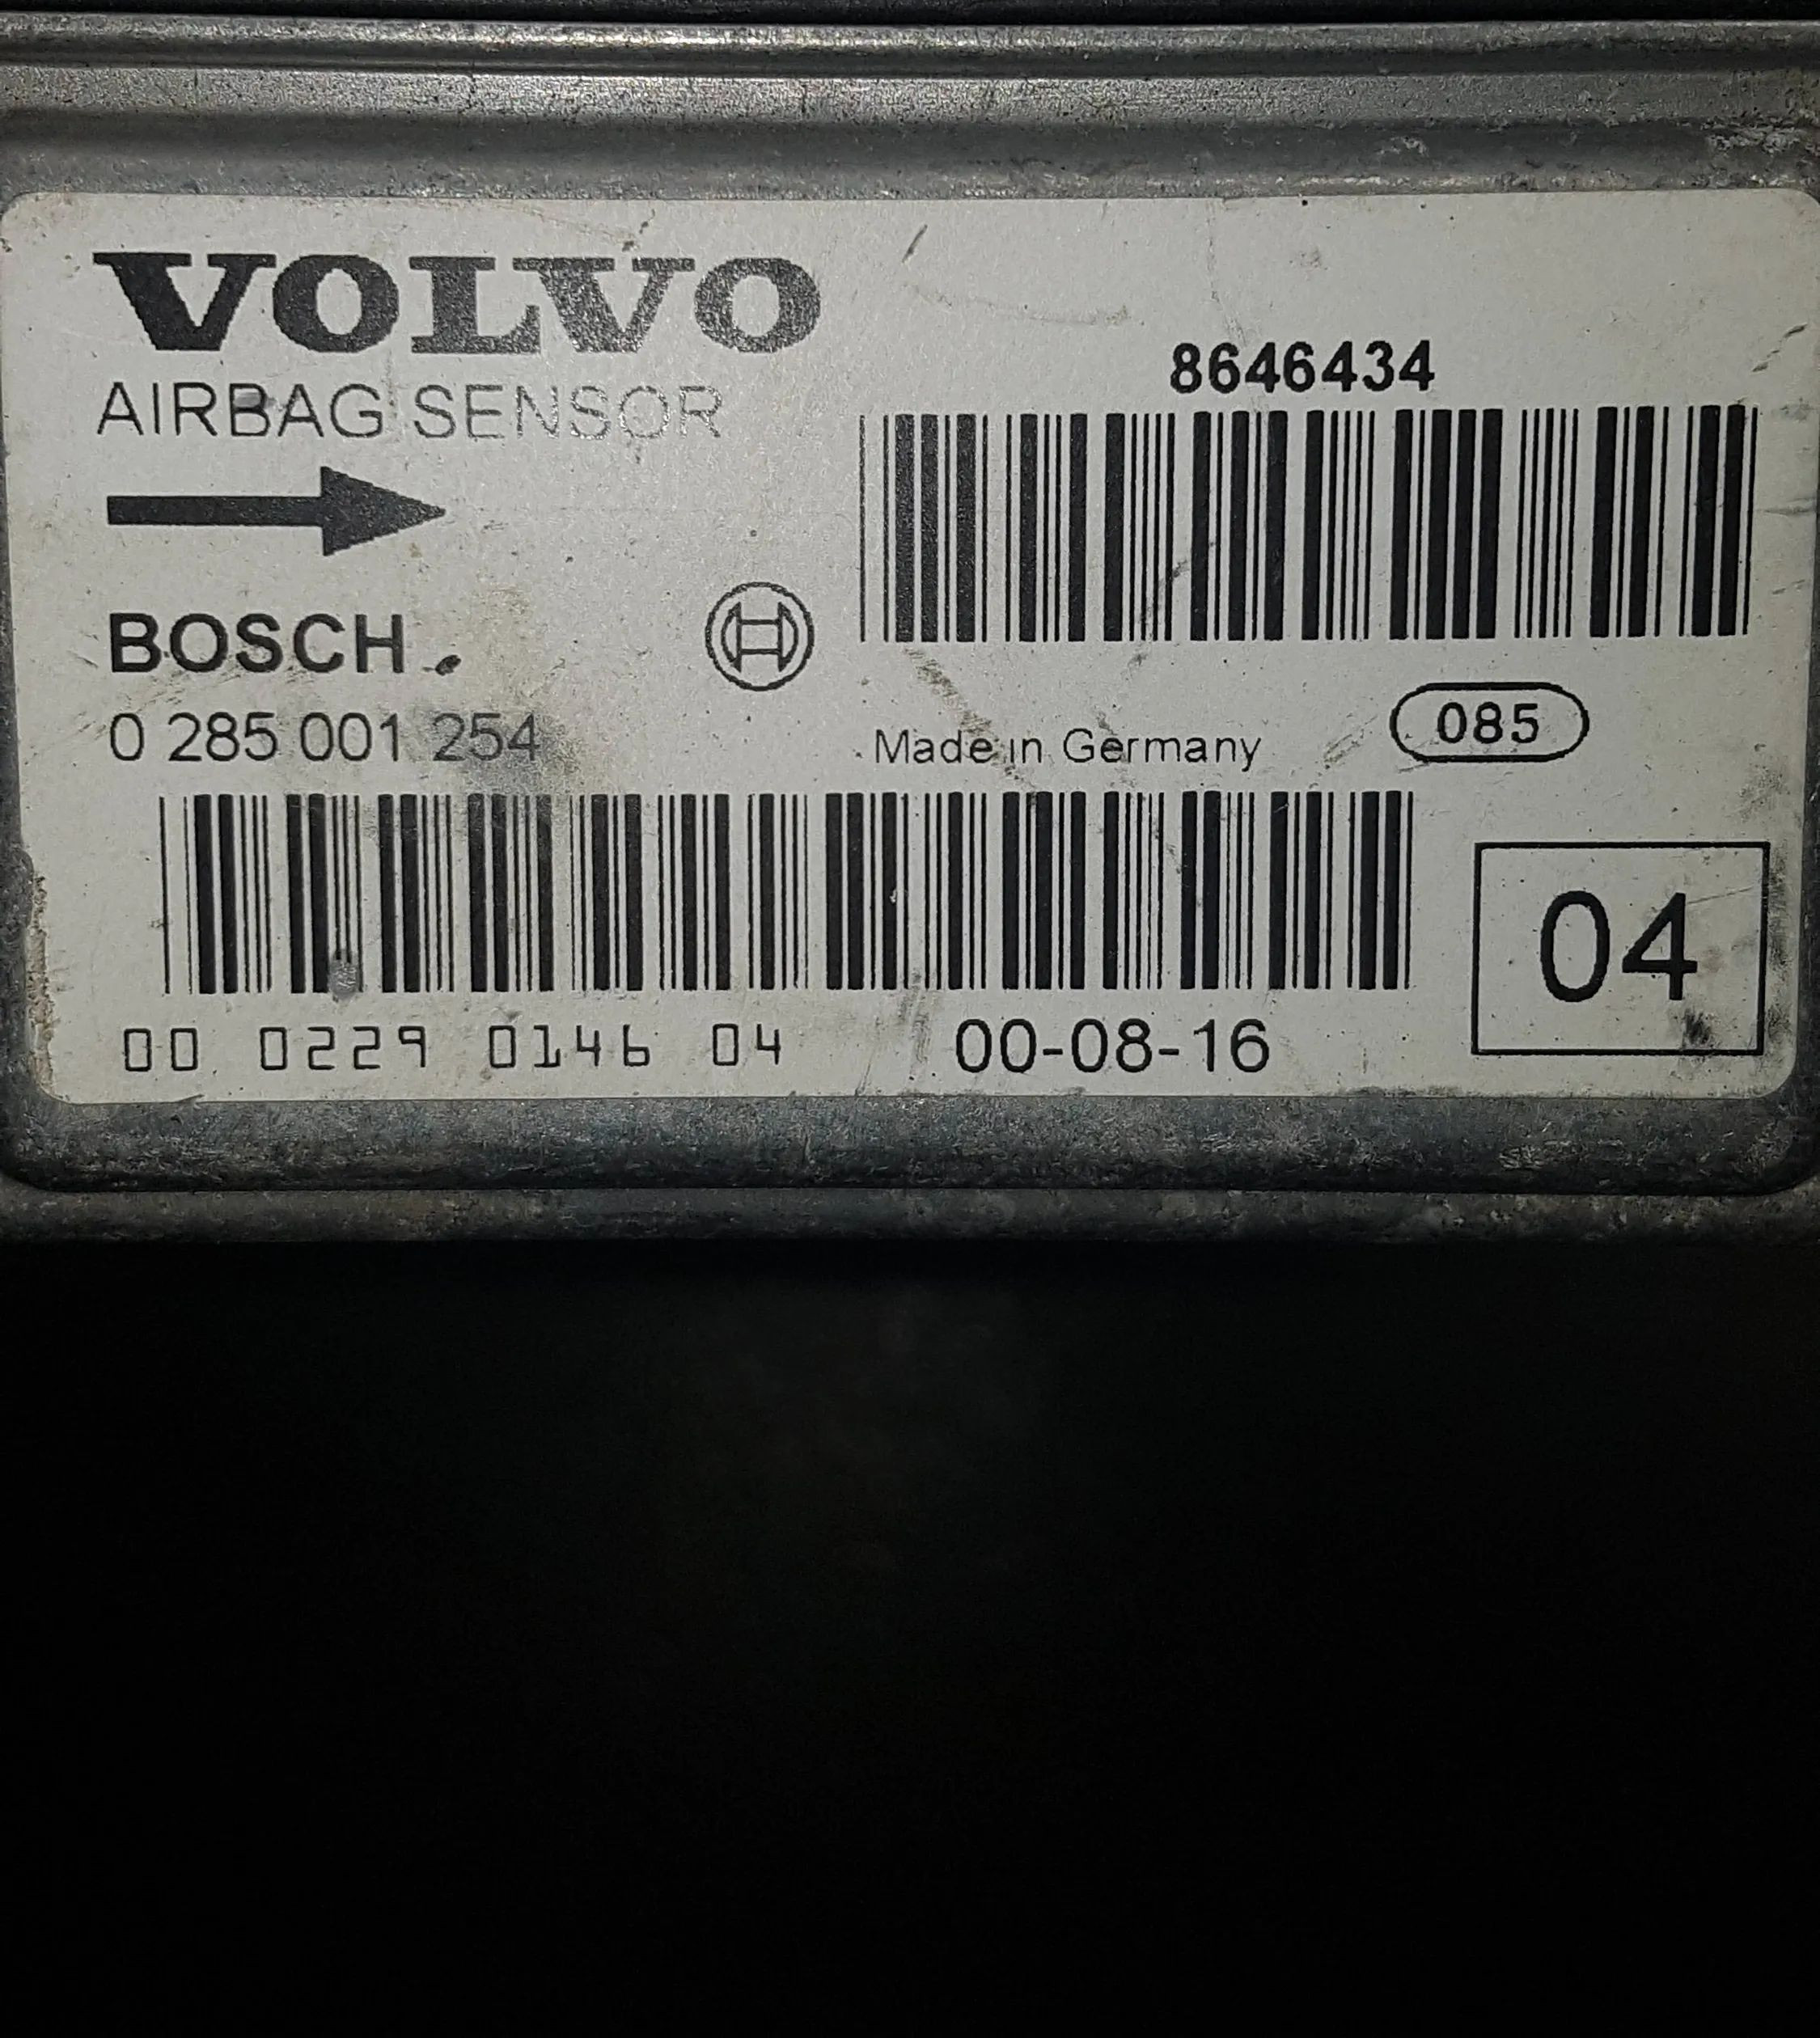 VOLVO
AIRBAG SENSOR
8646434
BOSCH
0 285 001 254
Made in Germany
085
04
00 0229 0146 04
00-08-16